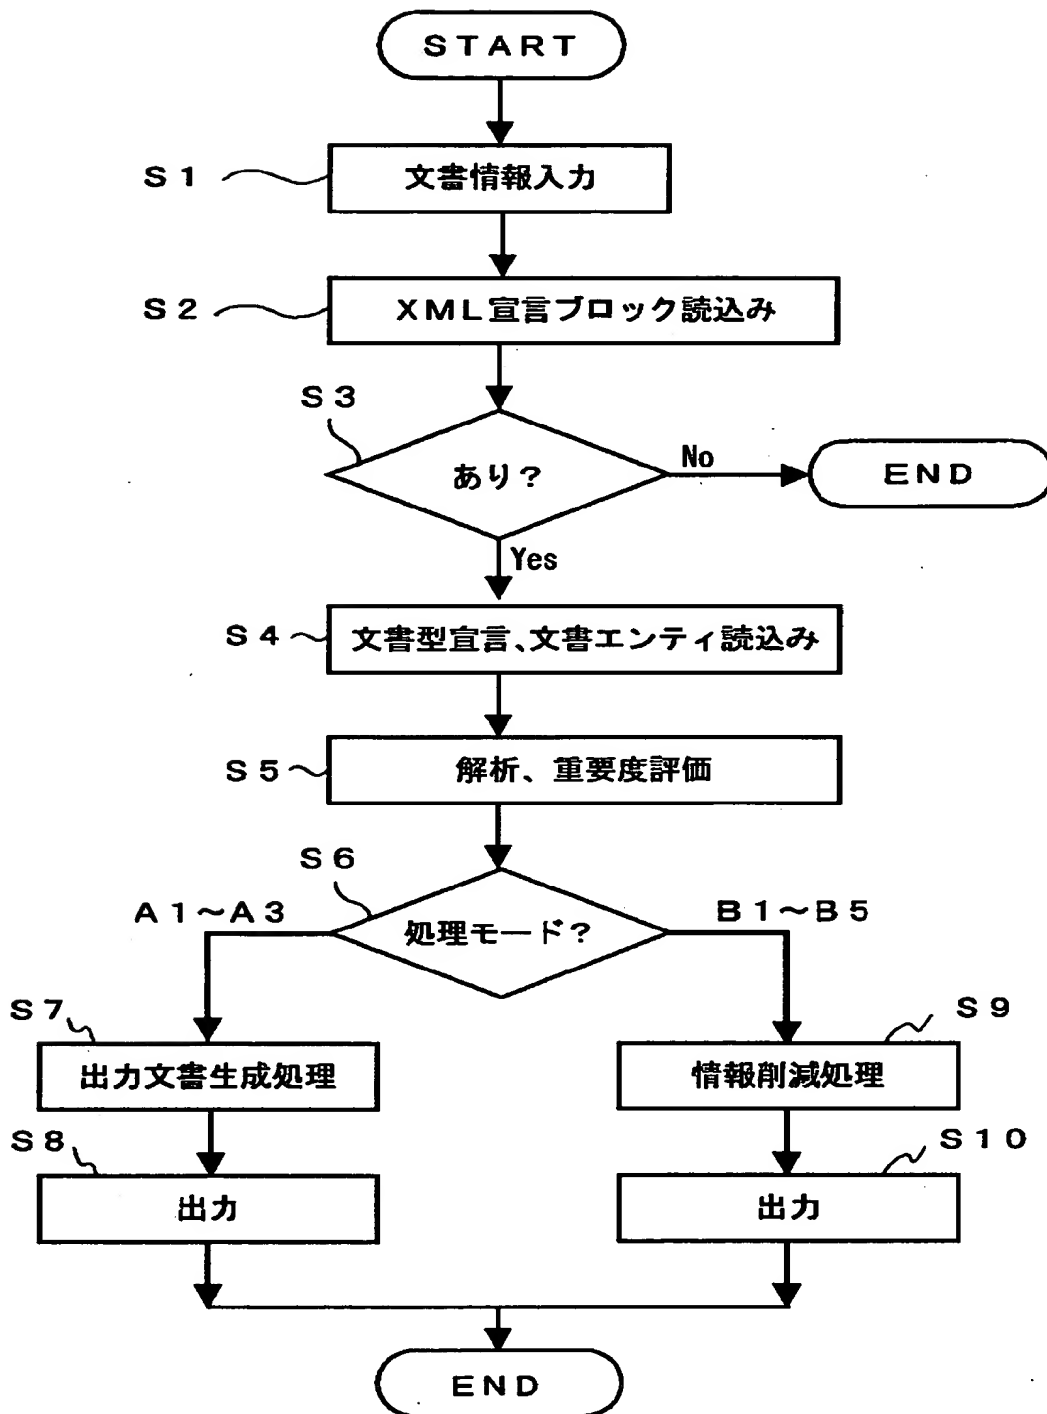 START
S1
文書情報入力
S2
XML宣言ブロック読込み
S3
あり?
No
END
Yes
S4
文書型宣言、文書エンティ読込み
S5
解析、重要度評価
S6
A1~A3
処理モード?
B1~B5
S7
S9
出力文書生成処理
情報削減処理
S8
S10
出力
出力
END